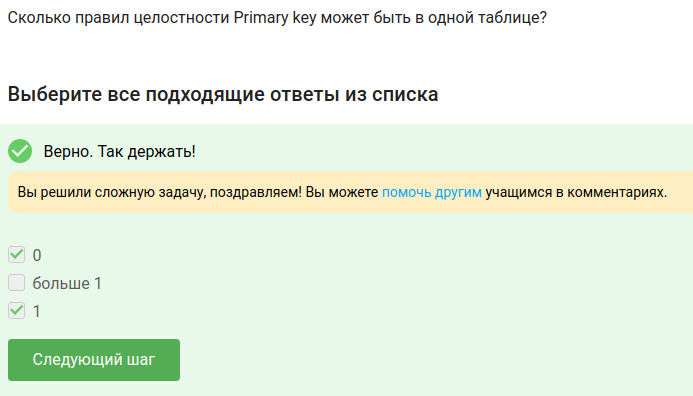 Сколько правил целостности Primary key может быть в одной таблице?
Выберите все подходящие ответы из списка
Верно. Так держать!
Вы решили сложную задачу, поздравляем! Вы можете помочь другим учащимся в комментариях.
0
больше 1
1
Следующий шаг